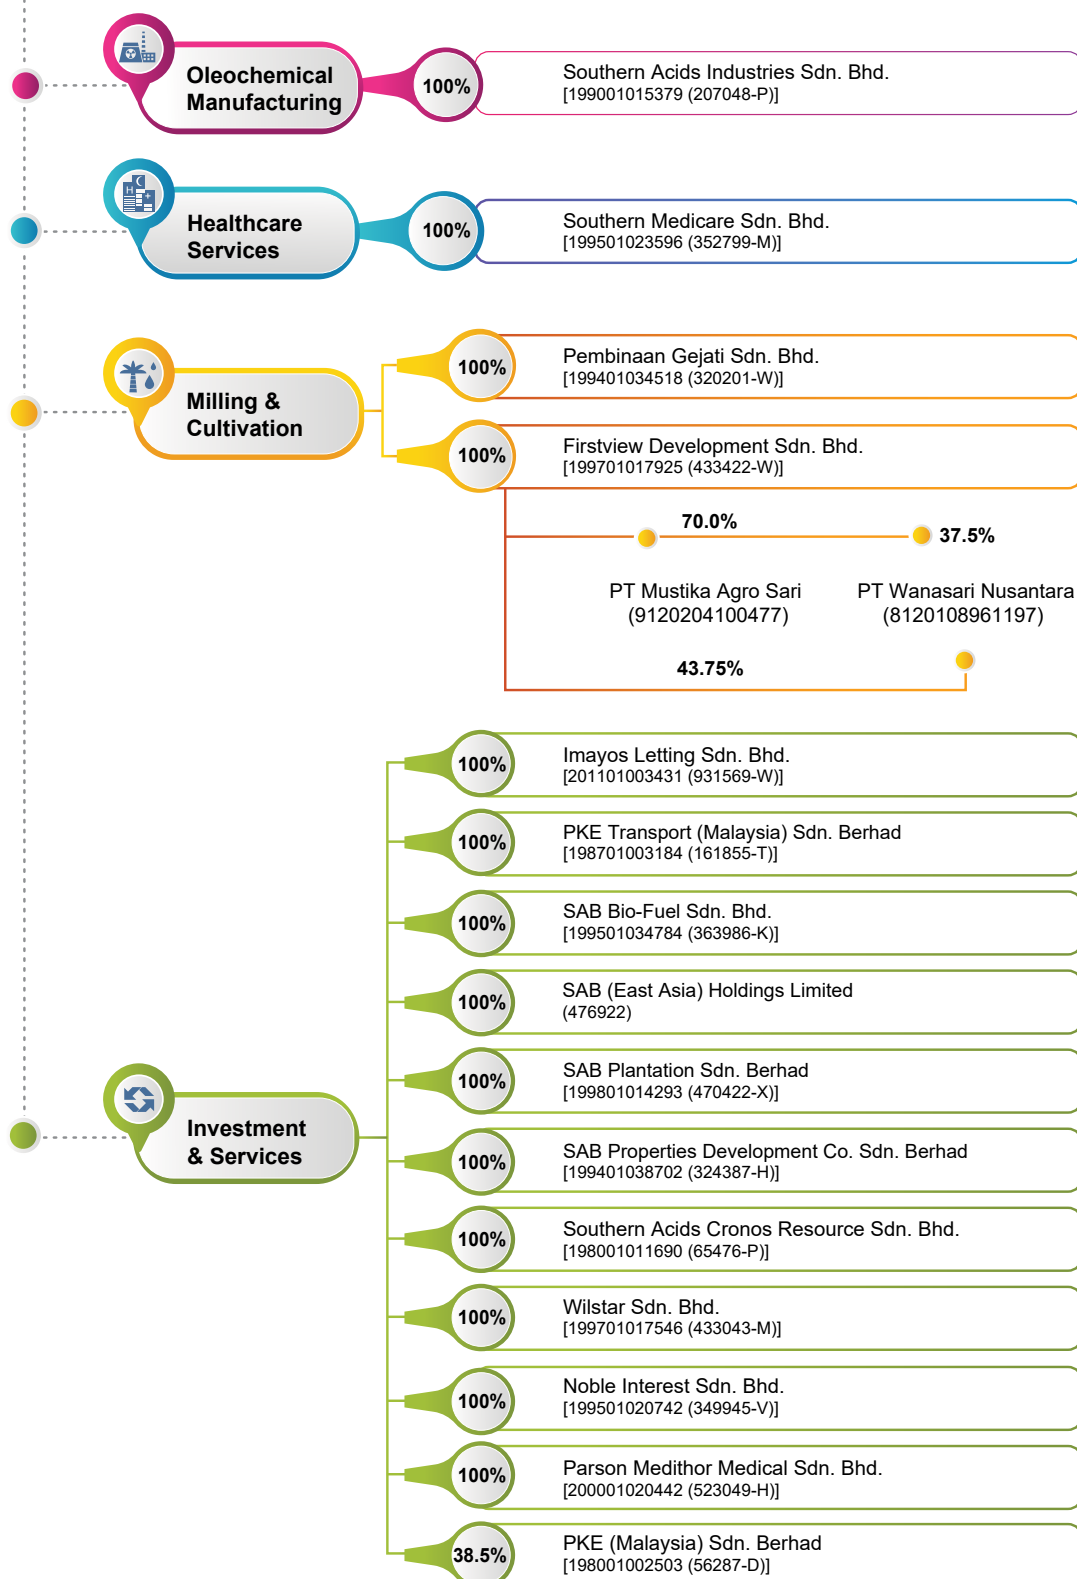 Oleochemical
Manufacturing
100%
Southern Acids Industries Sdn. Bhd.
[199001015379 (207048-P)]
H
Healthcare
Services
100%
Southern Medicare Sdn. Bhd.
[199501023596 (352799-M)]
Milling &
Cultivation
100%
Pembinaan Gejati Sdn. Bhd.
[199401034518 (320201-W)]
100%
Firstview Development Sdn. Bhd.
[199701017925 (433422-W)]
70.0%
37.5%
PT Mustika Agro Sari
(9120204100477)
PT Wanasari Nusantara
(8120108961197)
43.75%
Investment
& Services
100%
Imayos Letting Sdn. Bhd.
[201101003431 (931569-W)]
100%
PKE Transport (Malaysia) Sdn. Berhad
[198701003184 (161855-T)]
100%
SAB Bio-Fuel Sdn. Bhd.
[199501034784 (363986-K)]
100%
SAB (East Asia) Holdings Limited
(476922)
100%
SAB Plantation Sdn. Berhad
[199801014293 (470422-X)]
100%
SAB Properties Development Co. Sdn. Berhad
[199401038702 (324387-H)]
100%
Southern Acids Cronos Resource Sdn. Bhd.
[198001011690 (65476-P)]
100%
Wilstar Sdn. Bhd.
[199701017546 (433043-M)]
100%
Noble Interest Sdn. Bhd.
[199501020742 (349945-V)]
100%
Parson Medithor Medical Sdn. Bhd.
[200001020442 (523049-H)]
38.5%
PKE (Malaysia) Sdn. Berhad
[198001002503 (56287-D)]